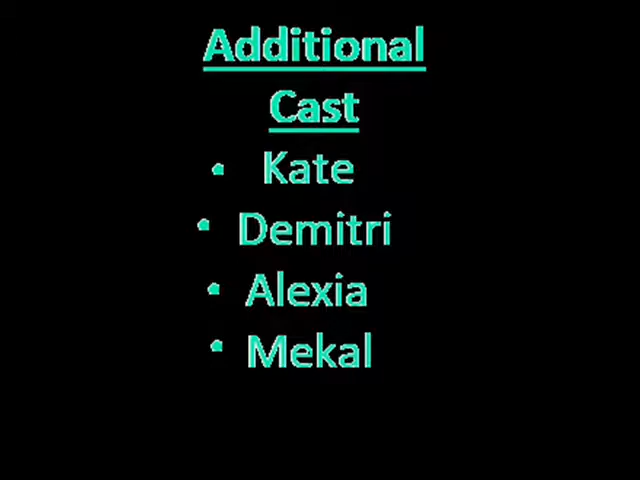 Additional
Cast
• Kate
• Demitri
• Alexia
• Mekal